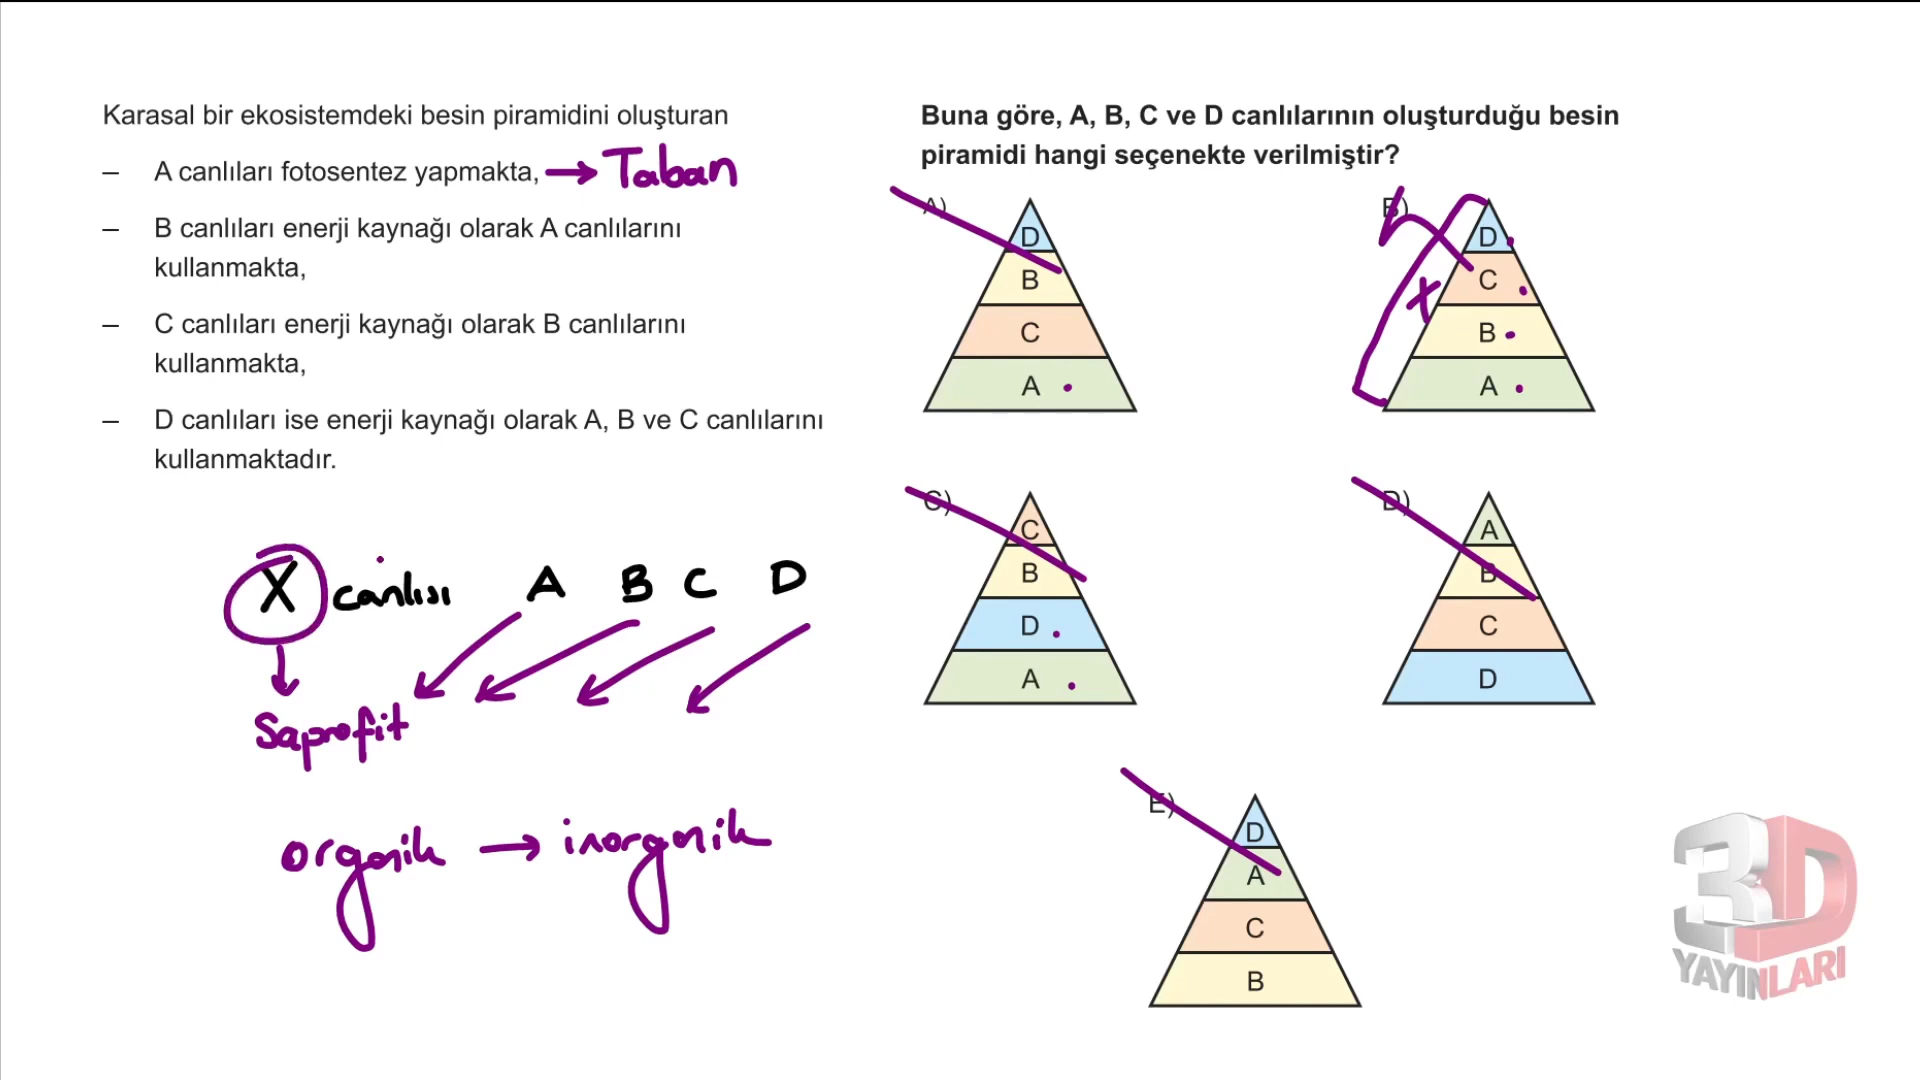 Karasal bir ekosistemdeki besin piramidini oluşturan
– A canlıları fotosentez yapmakta, → Taban
– B canlıları enerji kaynağı olarak A canlılarını
kullanmakta,
– C canlıları enerji kaynağı olarak B canlılarını
kullanmakta,
– D canlıları ise enerji kaynağı olarak A, B ve C canlılarını
kullanmaktadır.
X canlısı A B C D
Saprofit
organik → inorganik
Buna göre, A, B, C ve D canlılarının oluşturduğu besin
piramidi hangi seçenekte verilmiştir?
A)
D
B
C
A
B)
D
C
B
A
X
C)
C
B
D
A
D)
A
B
C
D
E)
D
A
C
B
3D
YAYINLARI